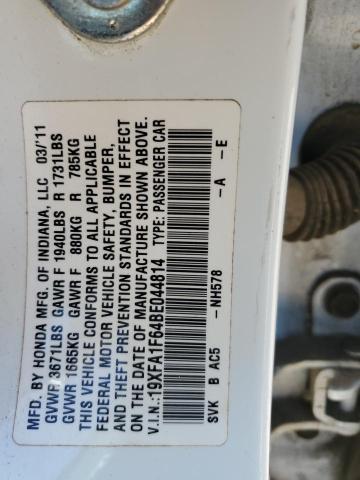 MFD. BY HONDA MFG. OF INDIANA, LLC 03/'11
GVWR 3671LBS GAWR F 1940LBS R 1731LBS
GVWR 1665KG GAWR F 880KG R 785KG
THIS VEHICLE CONFORMS TO ALL APPLICABLE
FEDERAL MOTOR VEHICLE SAFETY, BUMPER,
AND THEFT PREVENTION STANDARDS IN EFFECT
ON THE DATE OF MANUFACTURE SHOWN ABOVE.
V.I.N.:19XFA1F64BE044814 TYPE: PASSENGER CAR
SVK B AC5 -NH578 -A -E